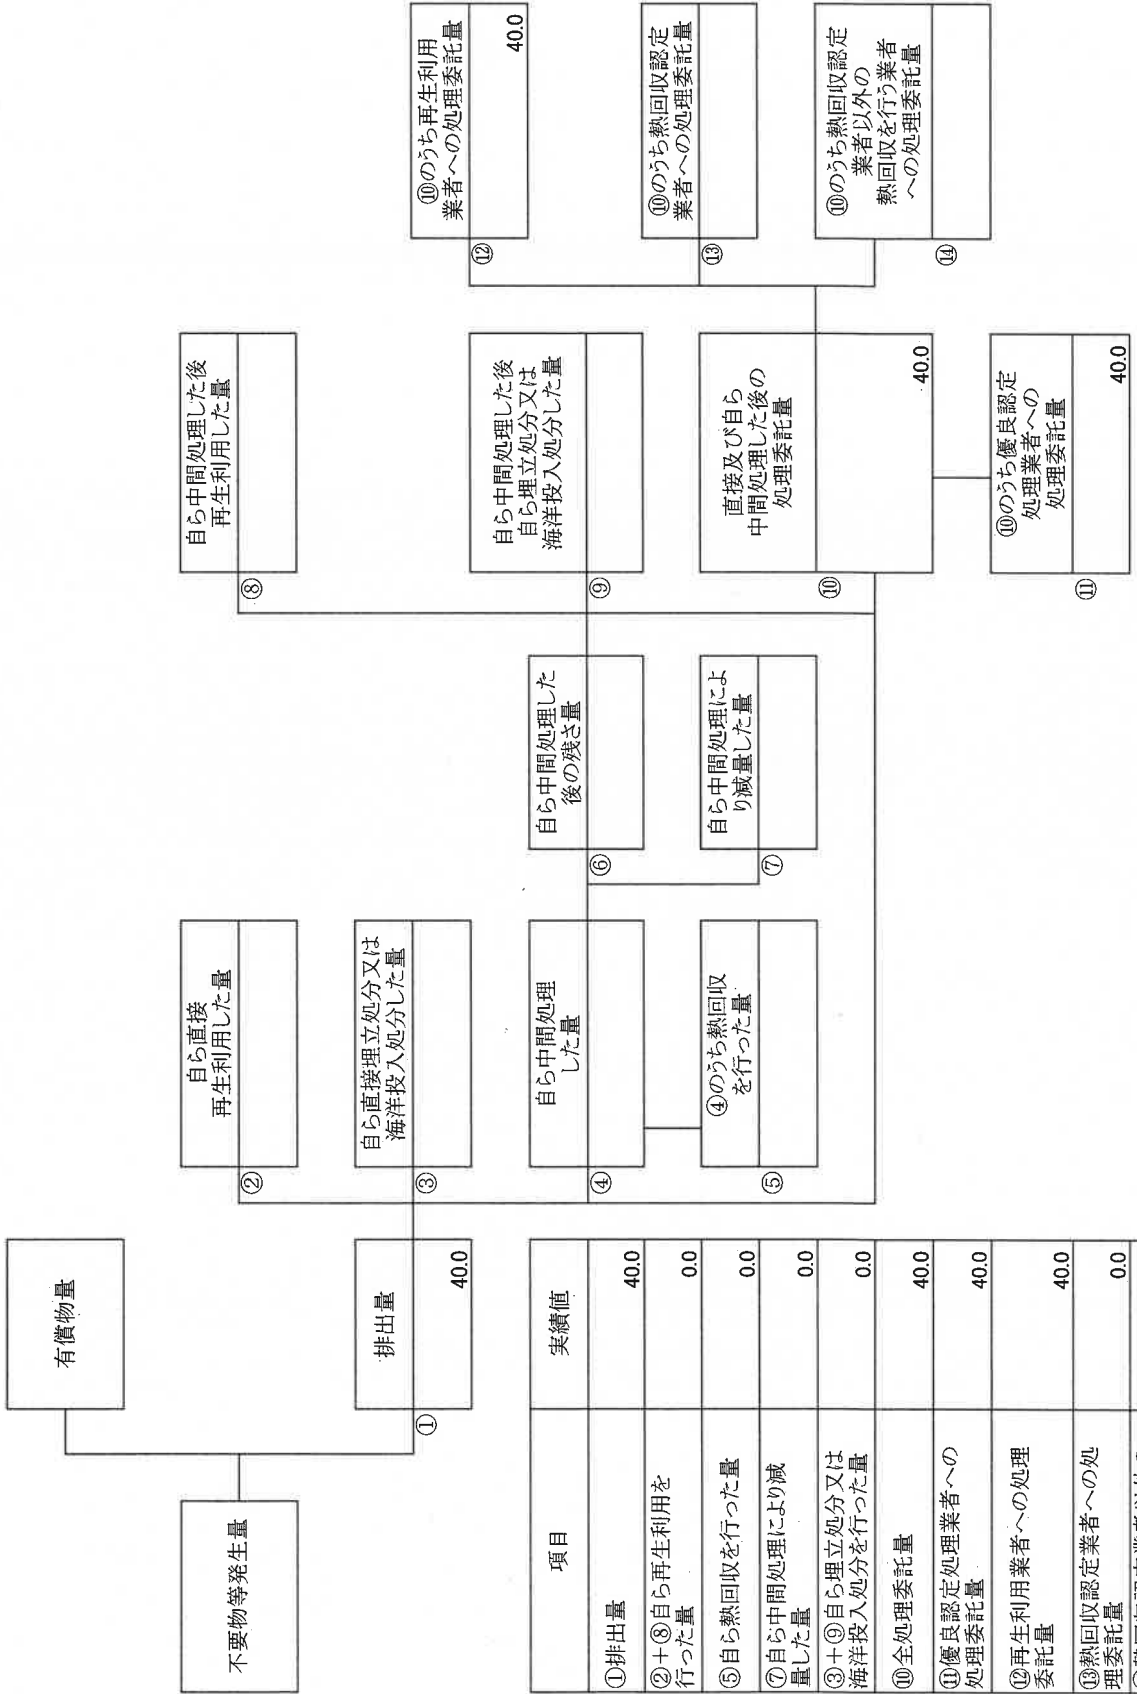 不要物等発生量
有償物量
排出量
①
40.0
自ら直接
再生利用した量
②
自ら直接埋立処分又は
海洋投入処分した量
③
自ら中間処理
した量
④
④のうち熱回収
を行った量
⑤
自ら中間処理した
後の残さ量
⑥
自ら中間処理によ
り減量した量
⑦
自ら中間処理した後
再生利用した量
⑧
自ら中間処理した後
自ら埋立処分又は
海洋投入処分した量
⑨
直接及び自ら
中間処理した後の
処理委託量
⑩
40.0
⑩のうち優良認定
処理業者への
処理委託量
⑪
40.0
⑩のうち再生利用
業者への処理委託量
⑫
40.0
⑩のうち熱回収認定
業者への処理委託量
⑬
⑩のうち熱回収認定
業者以外の
熱回収を行う業者
への処理委託量
⑭
項目
実績値
①排出量
40.0
②+⑧自ら再生利用を
行った量
0.0
⑤自ら熱回収を行った量
0.0
⑦自ら中間処理により減
量した量
0.0
③+⑨自ら埋立処分又は
海洋投入処分を行った量
0.0
⑩全処理委託量
40.0
⑪優良認定処理業者への
処理委託量
40.0
⑫再生利用業者への処理
委託量
40.0
⑬熱回収認定業者への処
理委託量
0.0